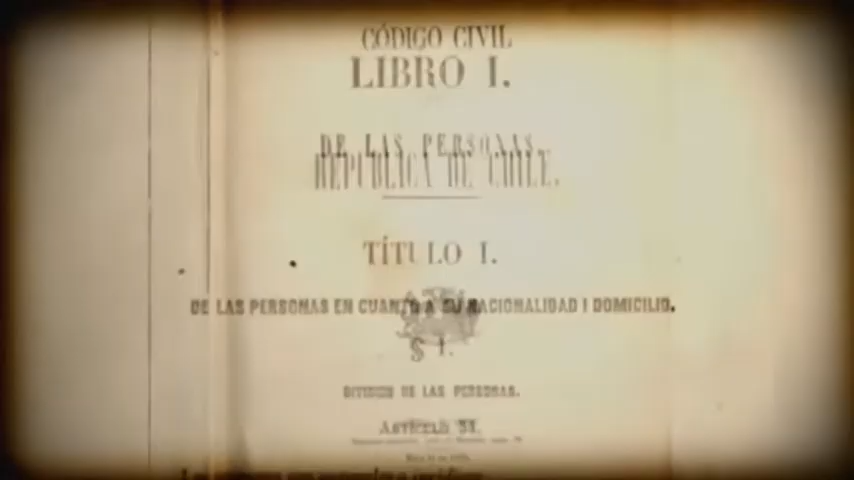 CÓDIGO CIVIL
LIBRO I.
DE LAS PERSONAS.
REPUBLICA DE CHILE.
TÍTULO I.
DE LAS PERSONAS EN CUANTO A SU NACIONALIDAD I DOMICILIO.
§ 1.
DIVISION DE LAS PERSONAS.